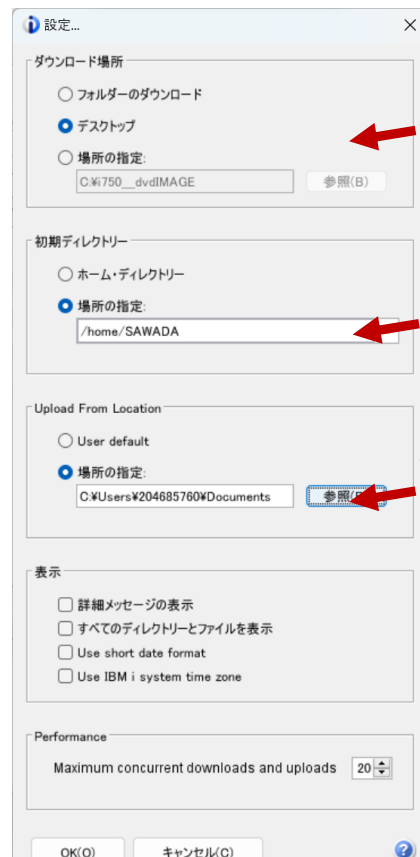 設定...
ダウンロード場所
フォルダーのダウンロード
デスクトップ
場所の指定:
C:¥i750__dvdIMAGE 参照(B)
初期ディレクトリー
ホーム・ディレクトリー
場所の指定:
/home/SAWADA
Upload From Location
User default
場所の指定:
C:¥Users¥204685760¥Documents 参照
表示
詳細メッセージの表示
すべてのディレクトリーとファイルを表示
Use short date format
Use IBM i system time zone
Performance
Maximum concurrent downloads and uploads 20
OK(O) キャンセル(C)